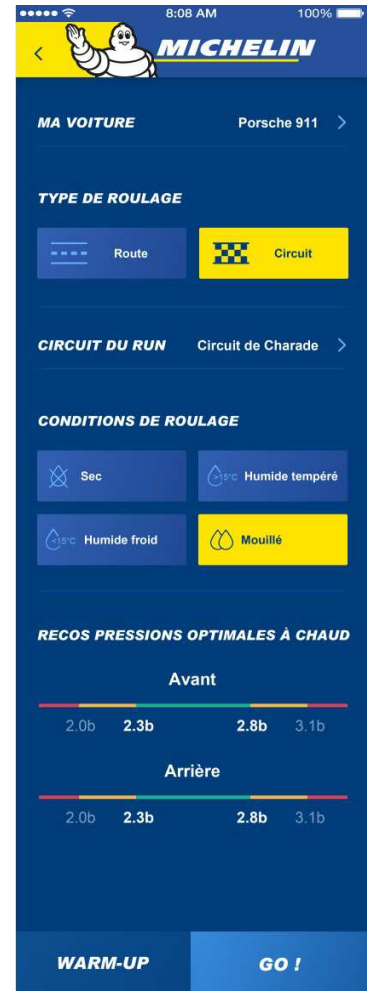 8:08 AM 100%
MICHELIN
MA VOITURE Porsche 911
TYPE DE ROULAGE
Route Circuit
CIRCUIT DU RUN Circuit de Charade
CONDITIONS DE ROULAGE
Sec >15°C Humide tempéré
<15°C Humide froid Mouillé
RECOS PRESSIONS OPTIMALES À CHAUD
Avant
2.0b 2.3b 2.8b 3.1b
Arrière
2.0b 2.3b 2.8b 3.1b
WARM-UP GO !